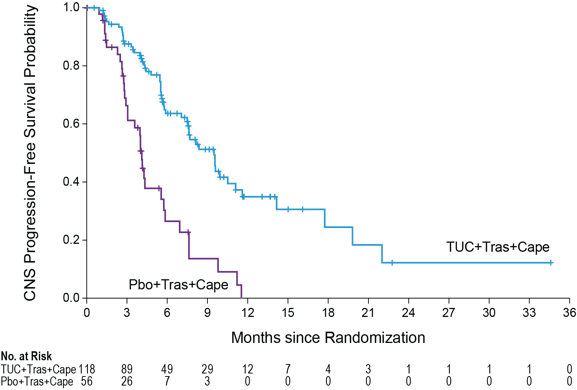 CNS Progression-Free Survival Probability
1.0
0.8
0.6
0.4
0.2
0.0
TUC+Tras+Cape
Pbo+Tras+Cape
0 3 6 9 12 15 18 21 24 27 30 33 36
Months since Randomization
No. at Risk
TUC+Tras+Cape 118 89 49 29 12 7 4 3 1 1 1 1 0
Pbo+Tras+Cape 56 26 7 3 0 0 0 0 0 0 0 0 0